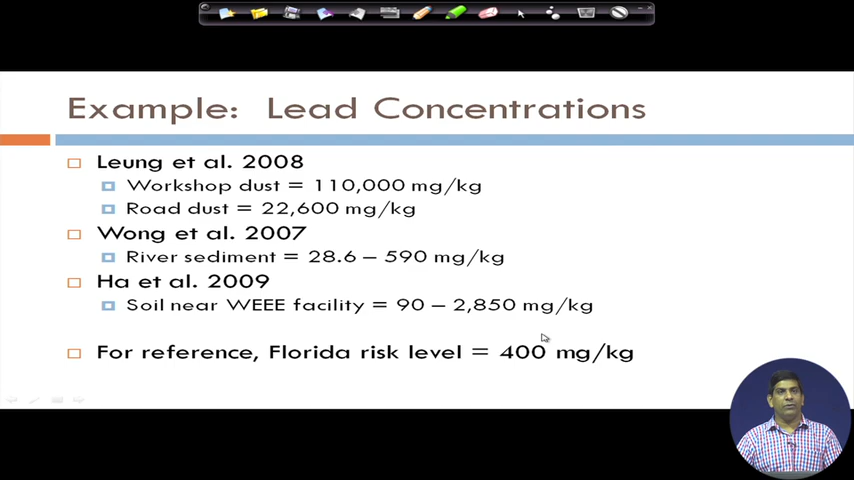 Example: Lead Concentrations
Leung et al. 2008
Workshop dust = 110,000 mg/kg
Road dust = 22,600 mg/kg
Wong et al. 2007
River sediment = 28.6 – 590 mg/kg
Ha et al. 2009
Soil near WEEE facility = 90 – 2,850 mg/kg
For reference, Florida risk level = 400 mg/kg